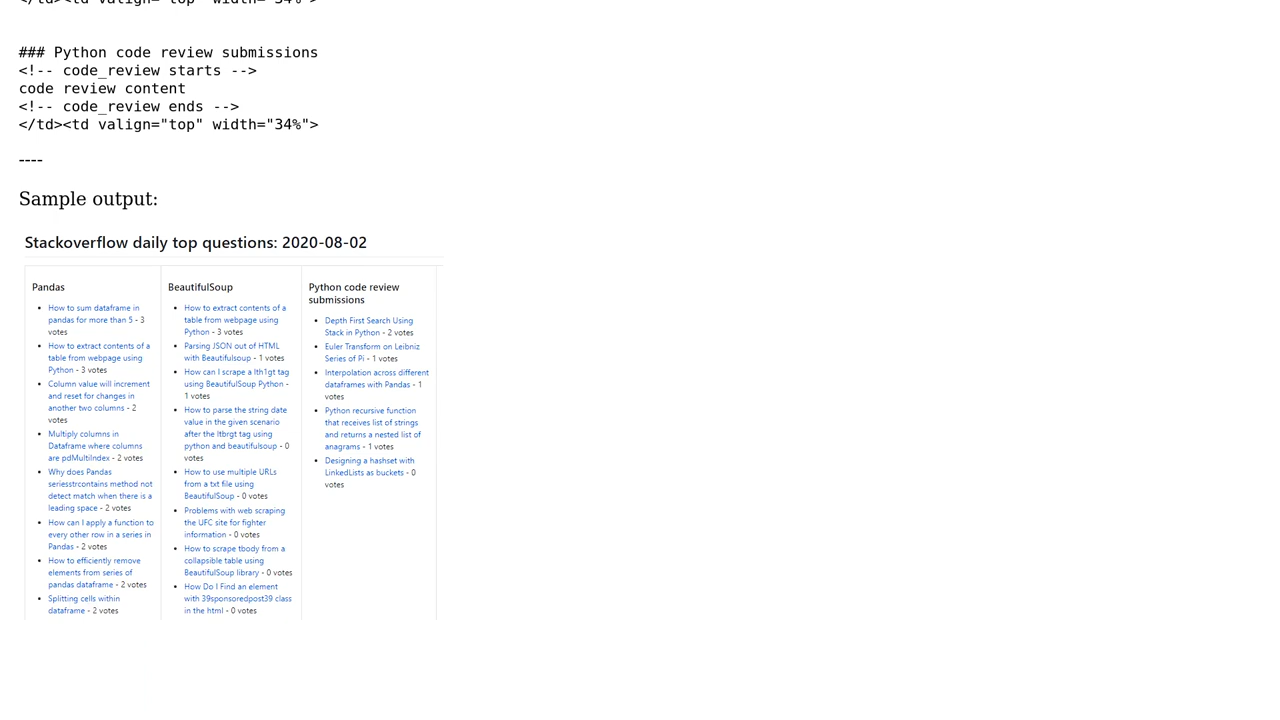 </td><td valign="top" width="34%">
### Python code review submissions
<!-- code_review starts -->
code review content
<!-- code_review ends -->
</td><td valign="top" width="34%">
----
Sample output:
Stackoverflow daily top questions: 2020-08-02
Pandas
How to sum dataframe in
pandas for more than 5 - 3
votes
How to extract contents of a
table from webpage using
Python - 3 votes
Column value will increment
and reset for changes in
another two columns - 2
votes
Multiply columns in
Dataframe where columns
are pdMultiIndex - 2 votes
Why does Pandas
seriesstrcontains method not
detect match when there is a
leading space - 2 votes
How can I apply a function to
every other row in a series in
Pandas - 2 votes
How to efficiently remove
elements from series of
pandas dataframe - 2 votes
Splitting cells within
dataframe - 2 votes
BeautifulSoup
How to extract contents of a
table from webpage using
Python - 3 votes
Parsing JSON out of HTML
with Beautifulsoup - 1 votes
How can I scrape a lth1gt tag
using BeautifulSoup Python -
1 votes
How to parse the string date
value in the given scenario
after the ltbrgt tag using
python and beautifulsoup - 0
votes
How to use multiple URLs
from a txt file using
BeautifulSoup - 0 votes
Problems with web scraping
the UFC site for fighter
information - 0 votes
How to scrape tbody from a
collapsible table using
BeautifulSoup library - 0 votes
How Do I Find an element
with 39sponsoredpost39 class
in the html - 0 votes
Python code review
submissions
Depth First Search Using
Stack in Python - 2 votes
Euler Transform on Leibniz
Series of Pi - 1 votes
Interpolation across different
dataframes with Pandas - 1
votes
Python recursive function
that receives list of strings
and returns a nested list of
anagrams - 1 votes
Designing a hashset with
LinkedLists as buckets - 0
votes